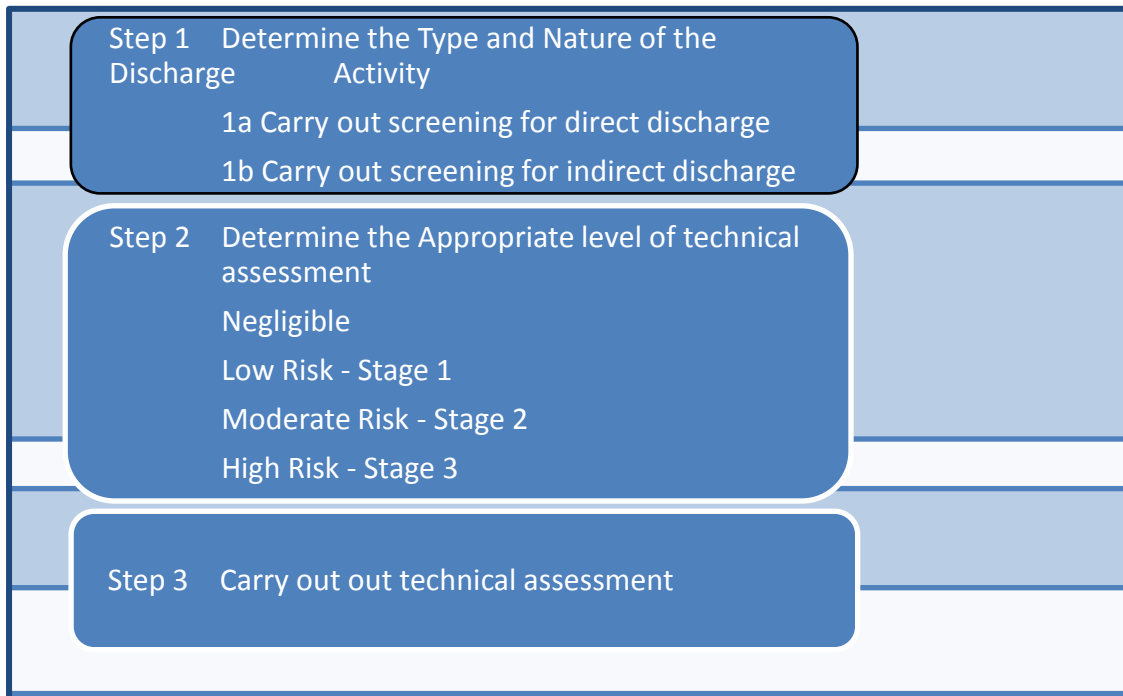 Step 1 Determine the Type and Nature of the
Discharge Activity
1a Carry out screening for direct discharge
1b Carry out screening for indirect discharge
Step 2 Determine the Appropriate level of technical
assessment
Negligible
Low Risk - Stage 1
Moderate Risk - Stage 2
High Risk - Stage 3
Step 3 Carry out out technical assessment